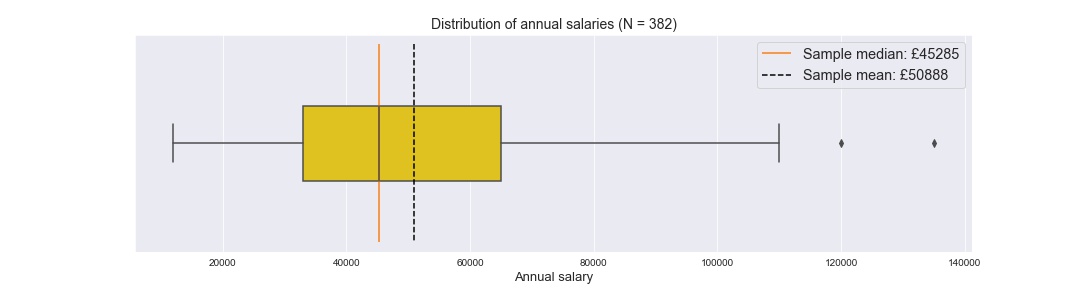 Distribution of annual salaries (N = 382)
Sample median: £45285
Sample mean: £50888
20000 40000 60000 80000 100000 120000 140000
Annual salary